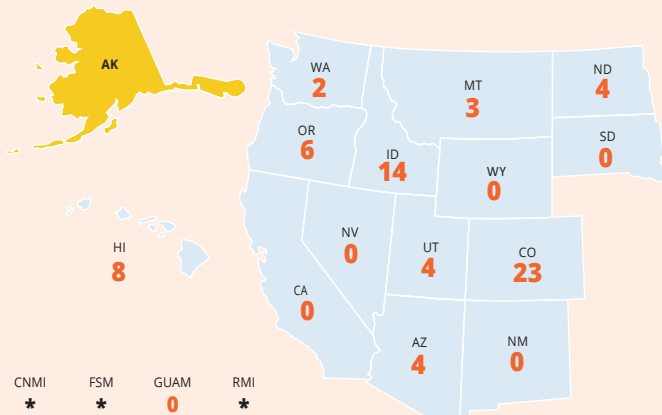 AK
WA
2
MT
3
ND
4
OR
6
ID
14
SD
0
WY
0
HI
8
NV
0
UT
4
CO
23
CA
0
AZ
4
NM
0
CNMI FSM GUAM RMI
* * 0 *